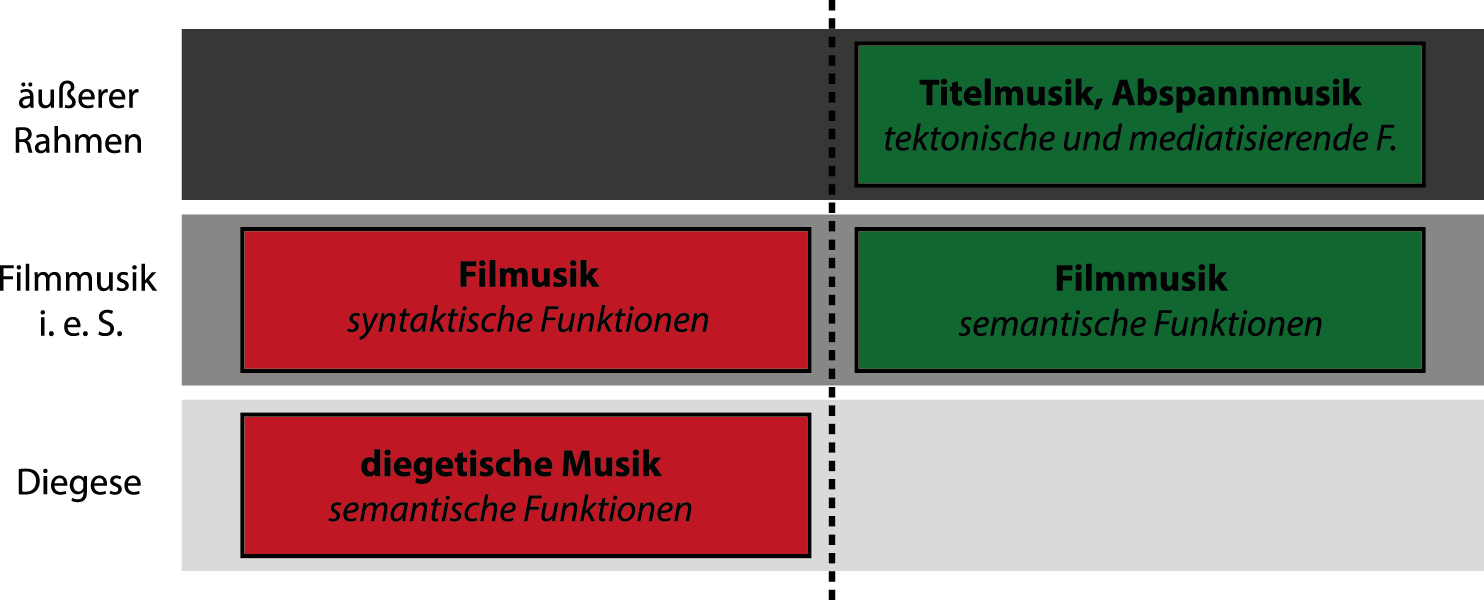 äußerer
Rahmen
Titelmusik, Abspannmusik
tektonische und mediatisierende F.
Filmmusik
i. e. S.
Filmusik
syntaktische Funktionen
Filmmusik
semantische Funktionen
Diegese
diegetische Musik
semantische Funktionen